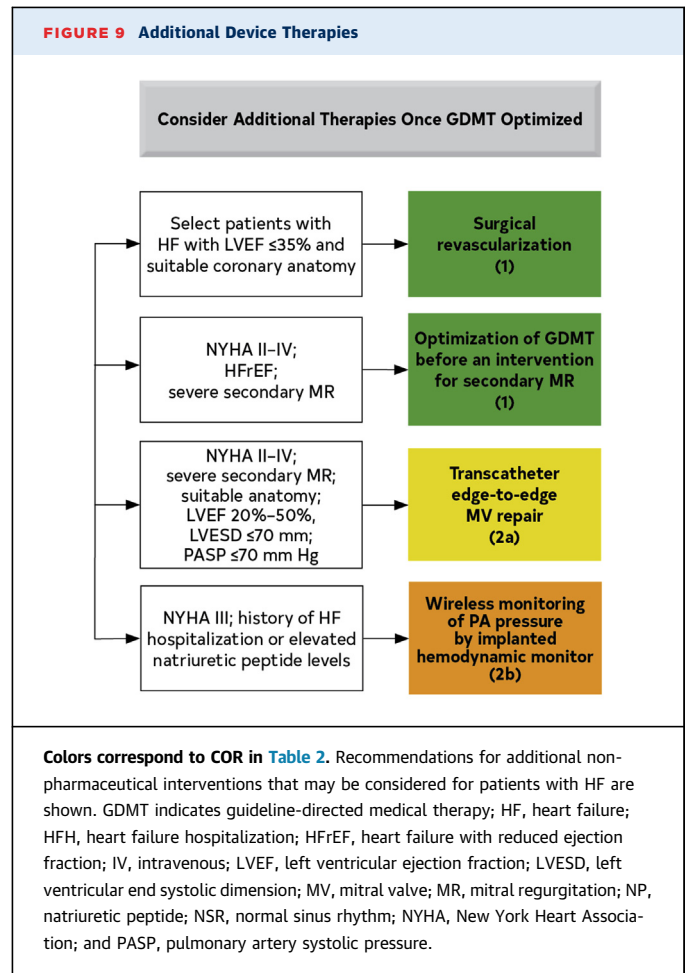 FIGURE 9 Additional Device Therapies
Consider Additional Therapies Once GDMT Optimized
Select patients with
HF with LVEF ≤35% and
suitable coronary anatomy
Surgical
revascularization
(1)
NYHA II–IV;
HFrEF;
severe secondary MR
Optimization of GDMT
before an intervention
for secondary MR
(1)
NYHA II–IV;
severe secondary MR;
suitable anatomy;
LVEF 20%–50%,
LVESD ≤70 mm;
PASP ≤70 mm Hg
Transcatheter
edge-to-edge
MV repair
(2a)
NYHA III; history of HF
hospitalization or elevated
natriuretic peptide levels
Wireless monitoring
of PA pressure
by implanted
hemodynamic monitor
(2b)
Colors correspond to COR in Table 2. Recommendations for additional non-
pharmaceutical interventions that may be considered for patients with HF are
shown. GDMT indicates guideline-directed medical therapy; HF, heart failure;
HFH, heart failure hospitalization; HFrEF, heart failure with reduced ejection
fraction; IV, intravenous; LVEF, left ventricular ejection fraction; LVESD, left
ventricular end systolic dimension; MV, mitral valve; MR, mitral regurgitation; NP,
natriuretic peptide; NSR, normal sinus rhythm; NYHA, New York Heart Associa-
tion; and PASP, pulmonary artery systolic pressure.